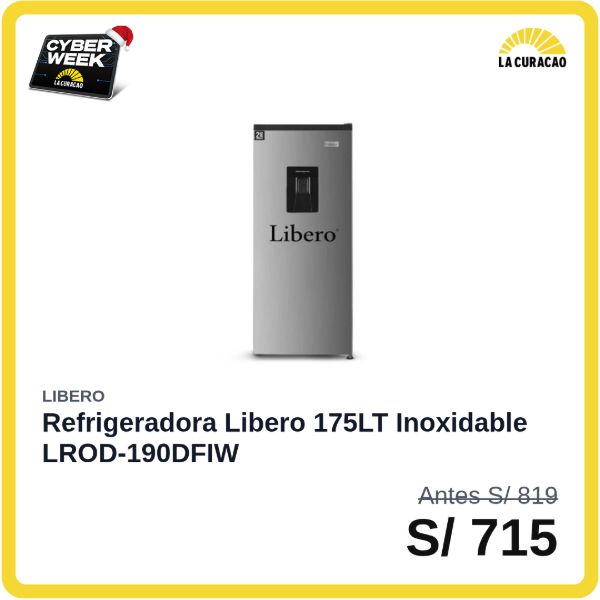 CYBER
WEEK
LA CURACAO
LA CURACAO
Libero
LIBERO
Refrigeradora Libero 175LT Inoxidable
LROD-190DFIW
Antes S/ 819
S/ 715